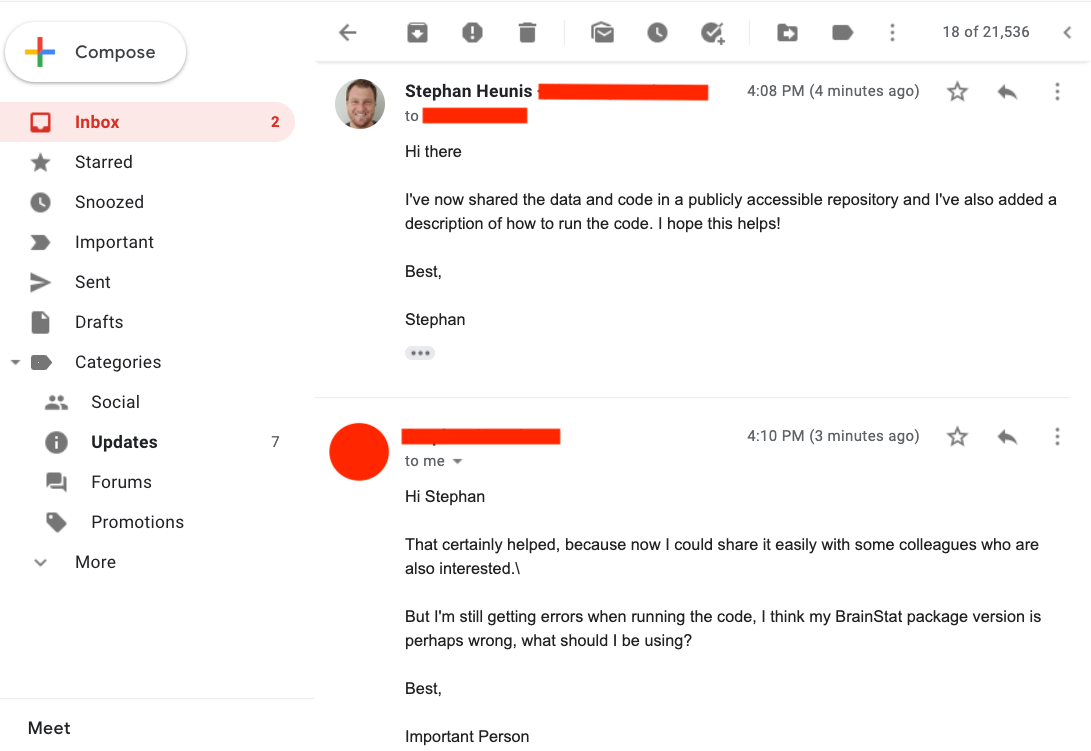 Compose
18 of 21,536
Inbox 2
Starred
Snoozed
Important
Sent
Drafts
Categories
Social
Updates 7
Forums
Promotions
More
Meet
Stephan Heunis
4:08 PM (4 minutes ago)
to
Hi there
I've now shared the data and code in a publicly accessible repository and I've also added a
description of how to run the code. I hope this helps!
Best,
Stephan
4:10 PM (3 minutes ago)
to me
Hi Stephan
That certainly helped, because now I could share it easily with some colleagues who are
also interested.\
But I'm still getting errors when running the code, I think my BrainStat package version is
perhaps wrong, what should I be using?
Best,
Important Person